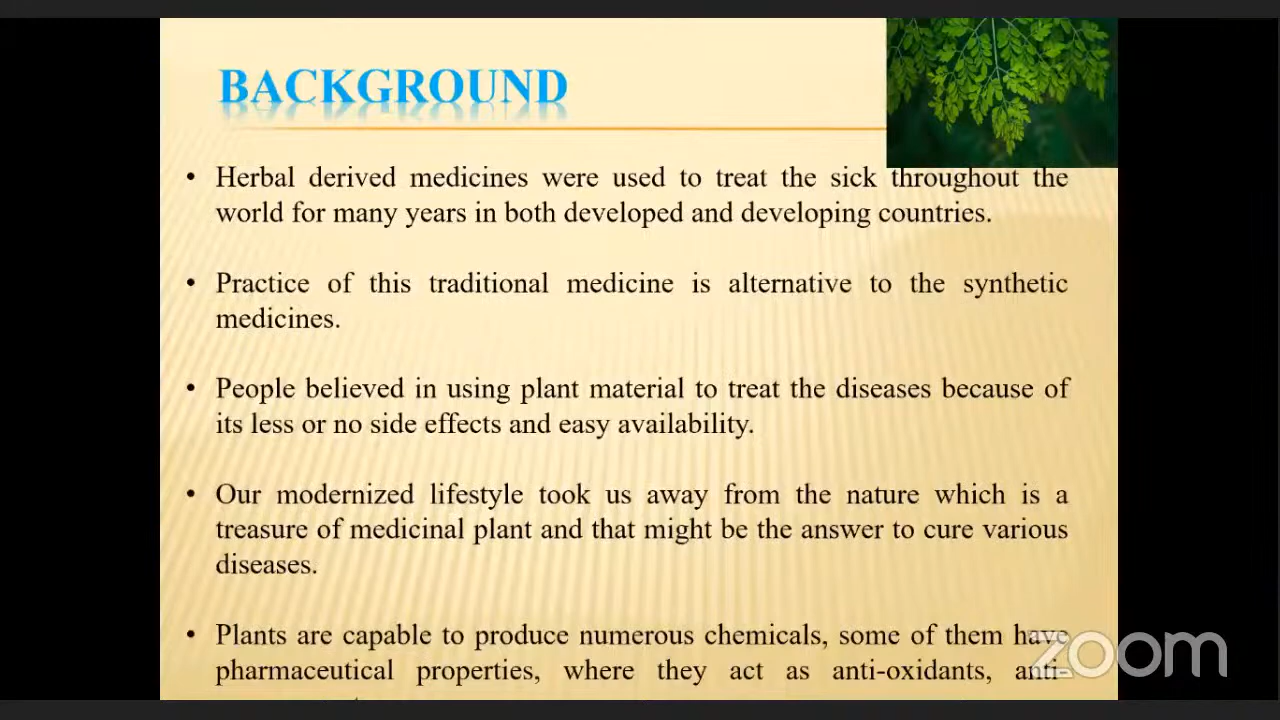 BACKGROUND
• Herbal derived medicines were used to treat the sick throughout the
world for many years in both developed and developing countries.
• Practice of this traditional medicine is alternative to the synthetic
medicines.
• People believed in using plant material to treat the diseases because of
its less or no side effects and easy availability.
• Our modernized lifestyle took us away from the nature which is a
treasure of medicinal plant and that might be the answer to cure various
diseases.
• Plants are capable to produce numerous chemicals, some of them have
pharmaceutical properties, where they act as anti-oxidants, anti-
zoom